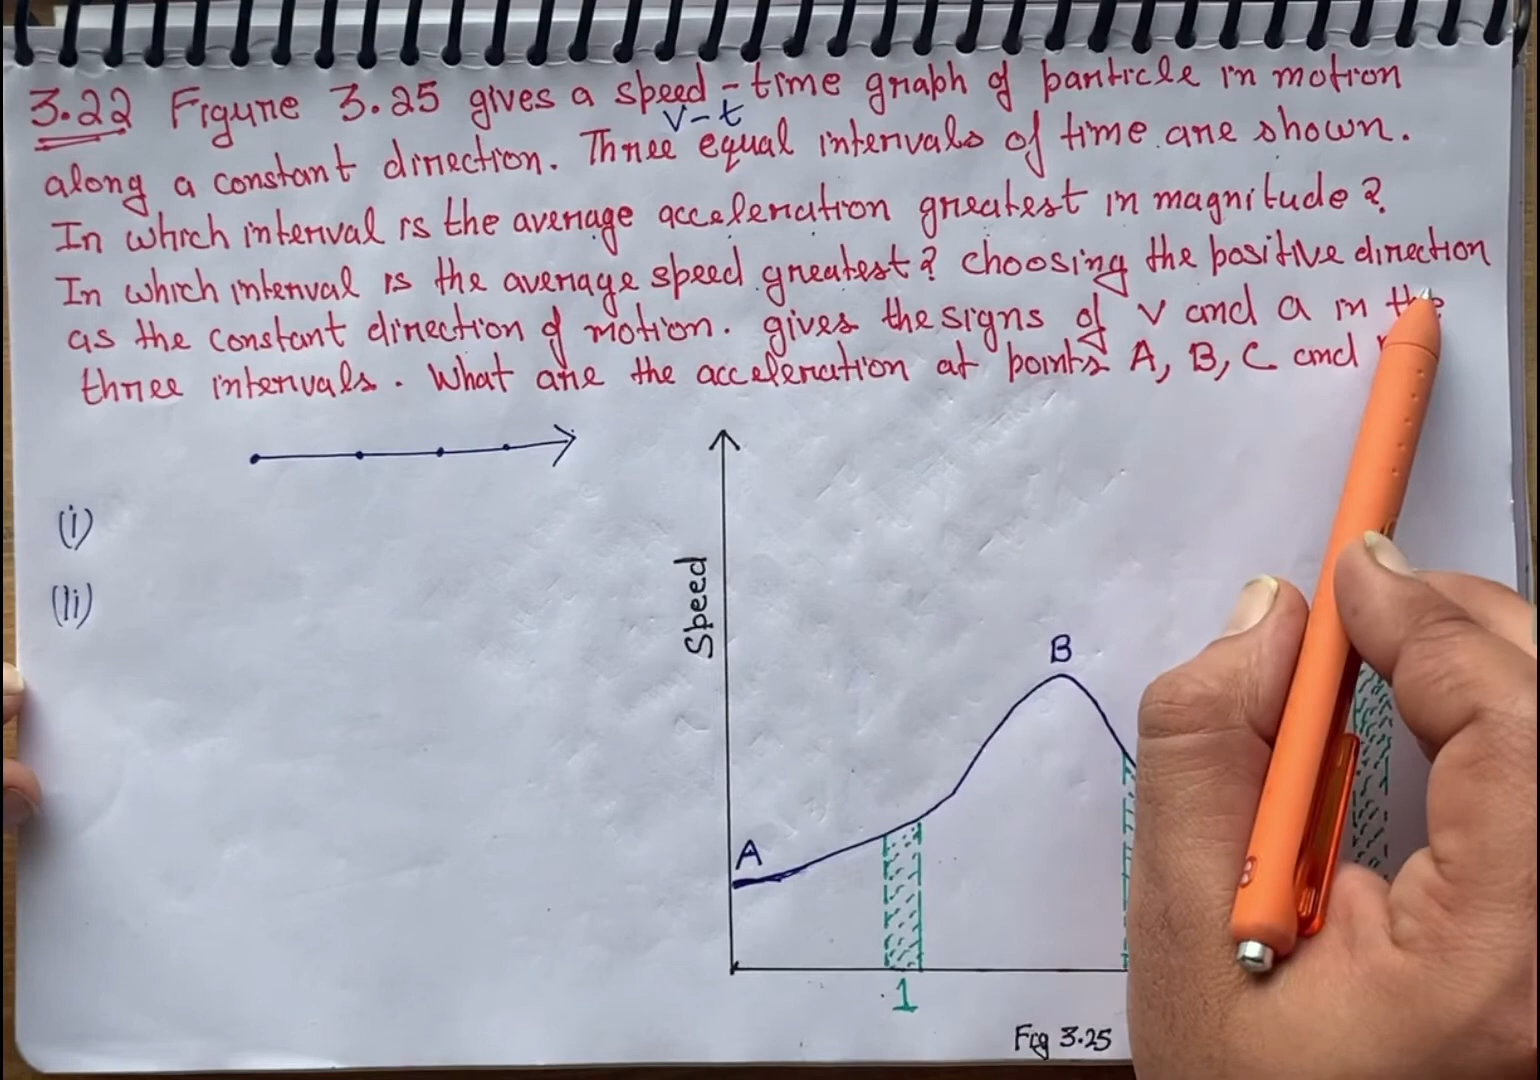 3.22 Figure 3.25 gives a speed - time graph of particle in motion
v-t
along a constant direction. Three equal intervals of time are shown.
In which interval is the average acceleration greatest in magnitude?
In which interval is the average speed greatest? choosing the positive direction
as the constant direction of motion. gives the signs of v and a in the
three intervals. What are the acceleration at points A, B, C and
(i)
(ii)
Speed
B
A
1
Fig 3.25